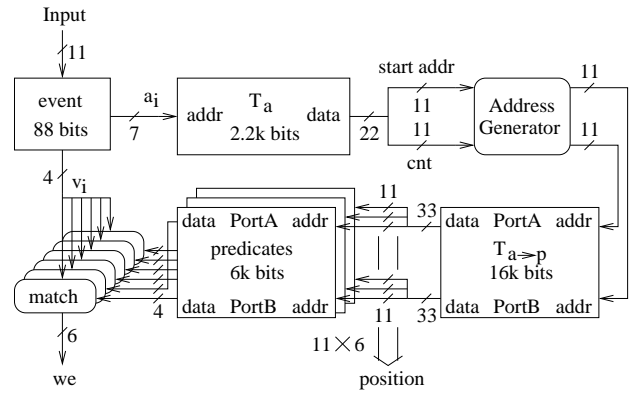 Input
11
event
88 bits
a i
7
T a
addr data
2.2k bits
22
start addr
11
11
cnt
Address
Generator
11
11
4
v i
11
33
data PortA addr
predicates
6k bits
data PortB addr
4
11
33
data PortA addr
T a→p
16k bits
data PortB addr
match
6
we
11×6
position